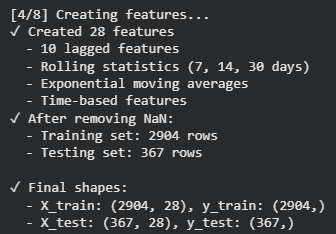 [4/8] Creating features...
✓ Created 28 features
- 10 lagged features
- Rolling statistics (7, 14, 30 days)
- Exponential moving averages
- Time-based features
✓ After removing NaN:
- Training set: 2904 rows
- Testing set: 367 rows
✓ Final shapes:
- X_train: (2904, 28), y_train: (2904,)
- X_test: (367, 28), y_test: (367,)